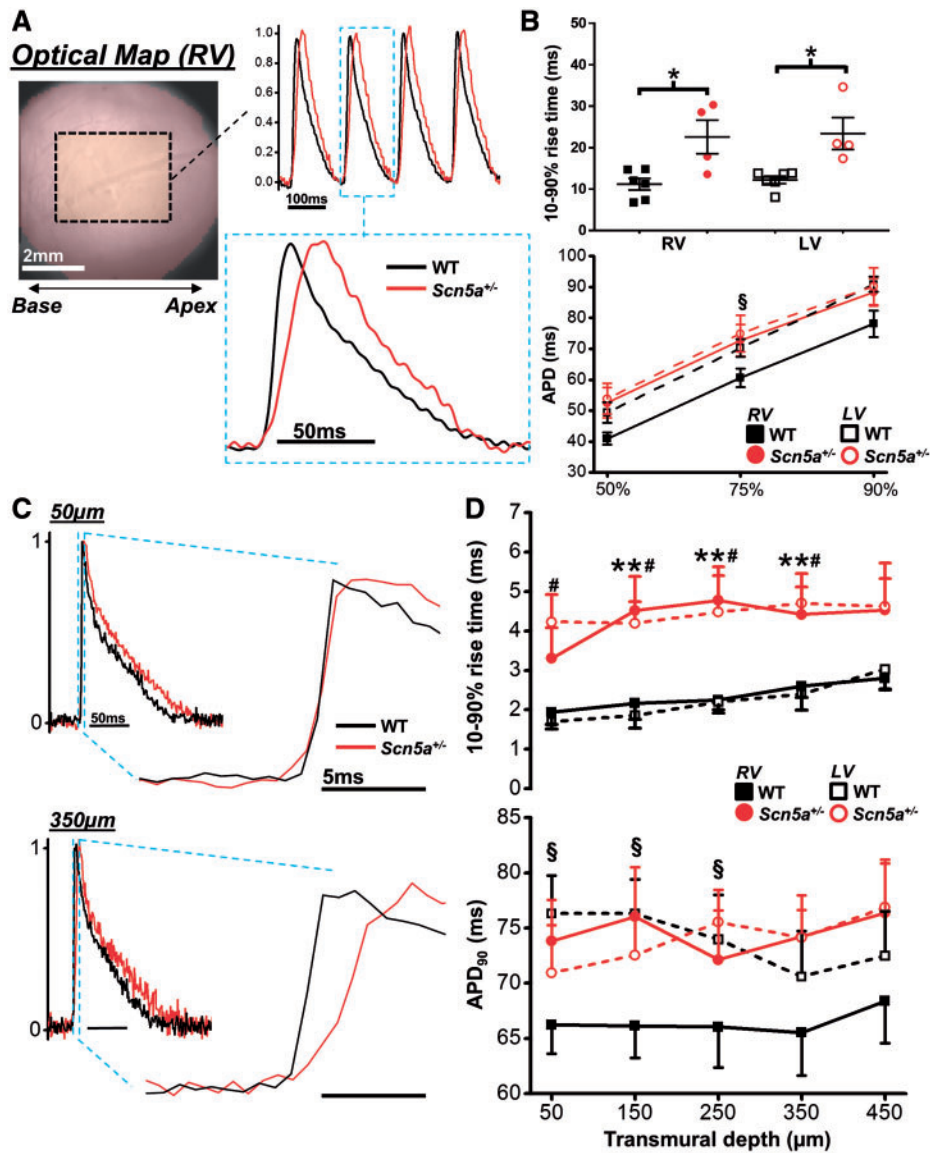 A
Optical Map (RV)
2mm
Base
Apex
1.0
0.8
0.6
0.4
0.2
0.0
100ms
WT
Scn5a+/-
50ms
B
10-90% rise time (ms)
50
40
30
20
10
0
*
*
RV
LV
APD (ms)
100
90
80
70
60
50
40
30
§
RV LV
WT WT
Scn5a+/- Scn5a+/-
50% 75% 90%
C
50µm
1
0
50ms
WT
Scn5a+/-
5ms
350µm
1
0
D
10-90% rise time (ms)
7
6
5
4
3
2
1
0
# **# **# **#
RV LV
WT WT
Scn5a+/- Scn5a+/-
APD90 (ms)
85
80
75
70
65
60
§ § §
50 150 250 350 450
Transmural depth (µm)